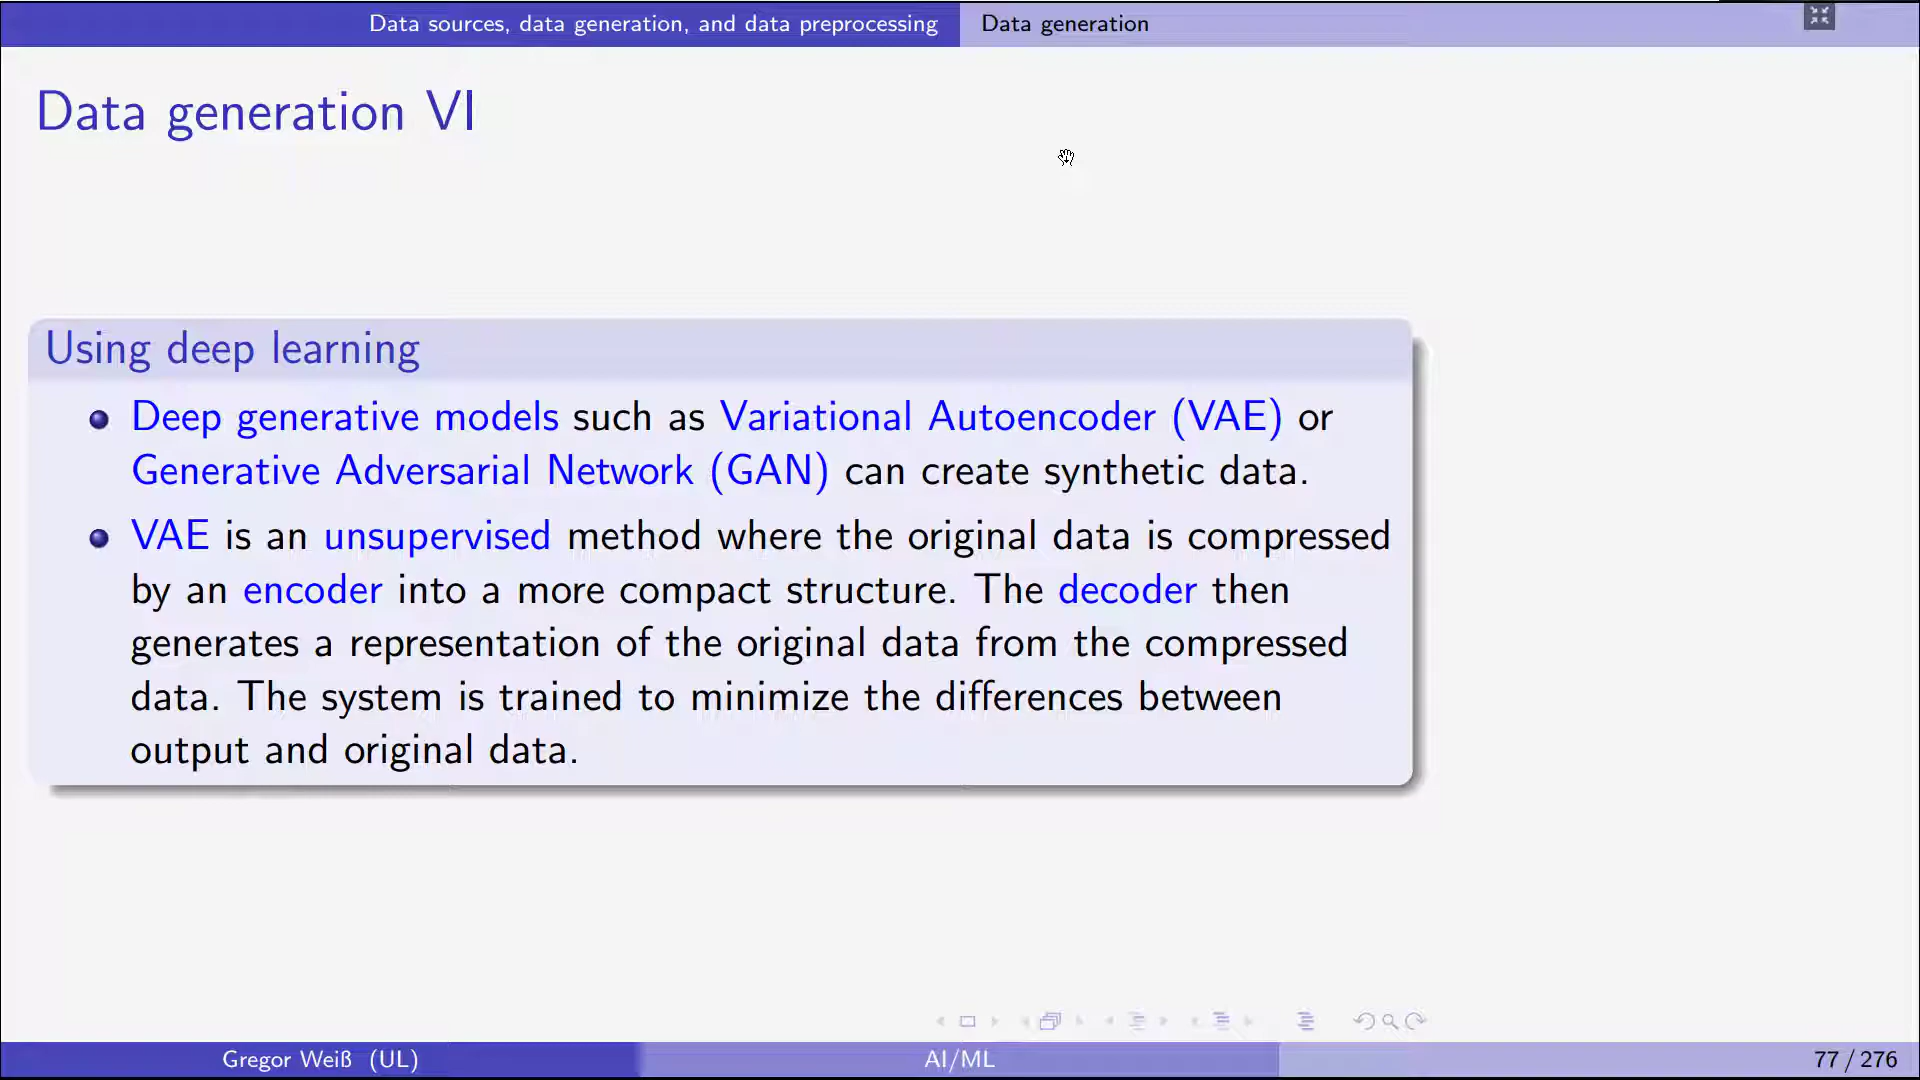 Data sources, data generation, and data preprocessing
Data generation
Data generation VI
Using deep learning
Deep generative models such as Variational Autoencoder (VAE) or
Generative Adversarial Network (GAN) can create synthetic data.
VAE is an unsupervised method where the original data is compressed
by an encoder into a more compact structure. The decoder then
generates a representation of the original data from the compressed
data. The system is trained to minimize the differences between
output and original data.
Gregor Weiß (UL)
AI/ML
77 / 276